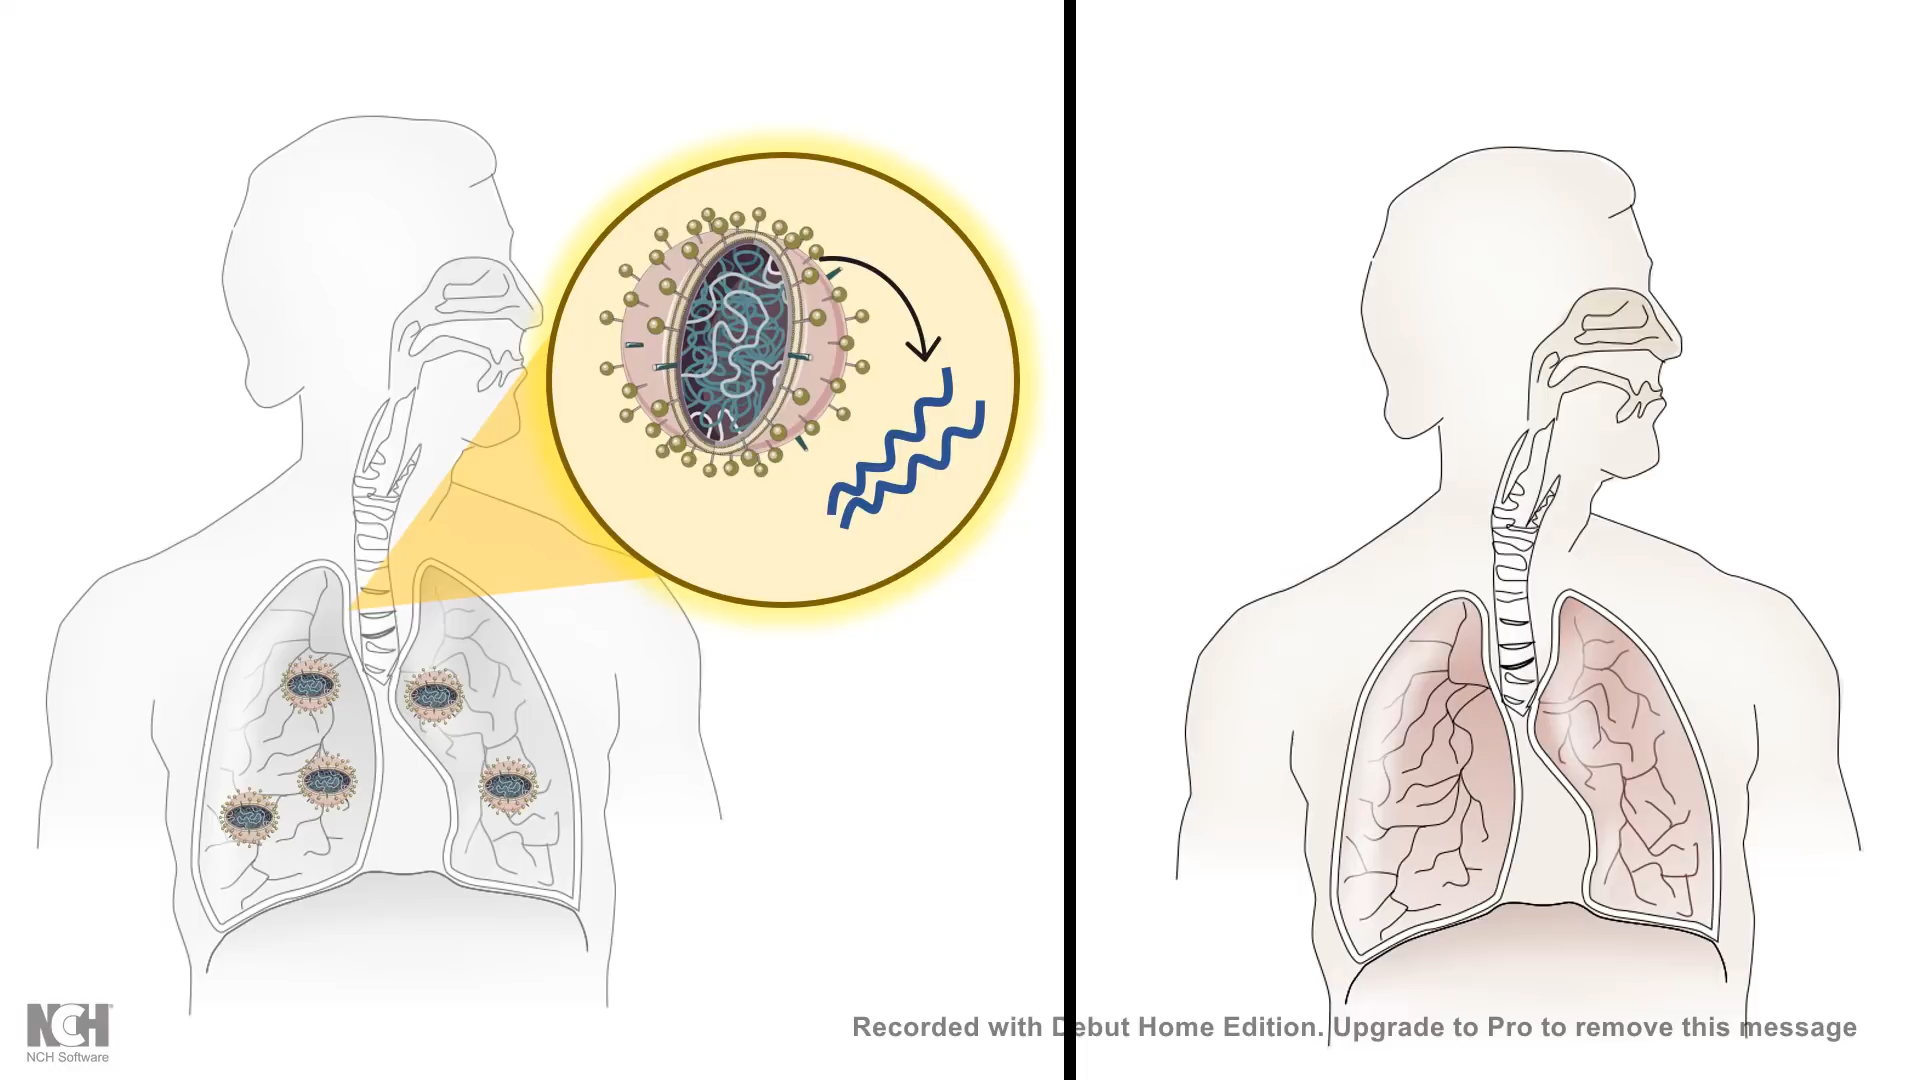 NCH
NCH Software
Recorded with Debut Home Edition. Upgrade to Pro to remove this message